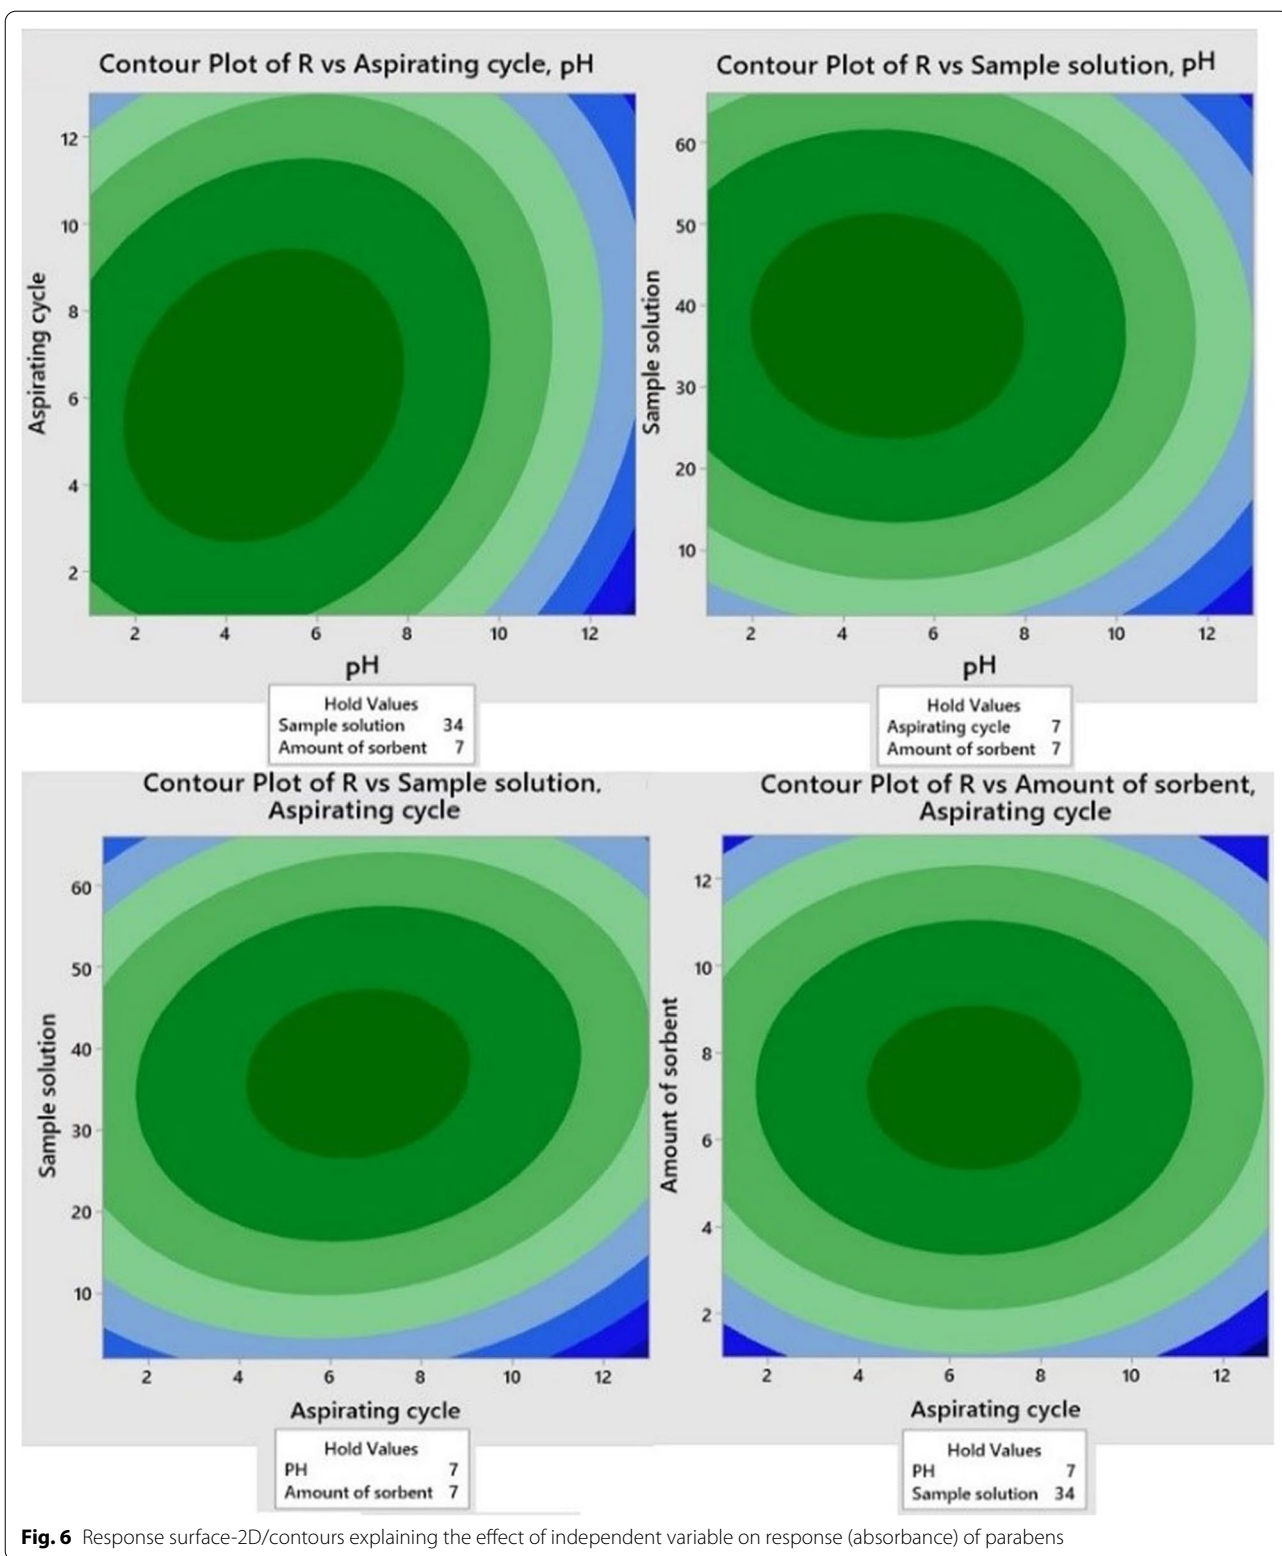 Contour Plot of R vs Aspirating cycle, pH
12
10
8
6
4
2
Aspirating cycle
2 4 6 8 10 12
pH
Hold Values
Sample solution 34
Amount of sorbent 7
Contour Plot of R vs Sample solution, pH
60
50
40
30
20
10
Sample solution
2 4 6 8 10 12
pH
Hold Values
Aspirating cycle 7
Amount of sorbent 7
Contour Plot of R vs Sample solution,
Aspirating cycle
60
50
40
30
20
10
Sample solution
2 4 6 8 10 12
Aspirating cycle
Hold Values
PH 7
Amount of sorbent 7
Contour Plot of R vs Amount of sorbent,
Aspirating cycle
12
10
8
6
4
2
Amount of sorbent
2 4 6 8 10 12
Aspirating cycle
Hold Values
PH 7
Sample solution 34
Fig. 6 Response surface-2D/contours explaining the effect of independent variable on response (absorbance) of parabens